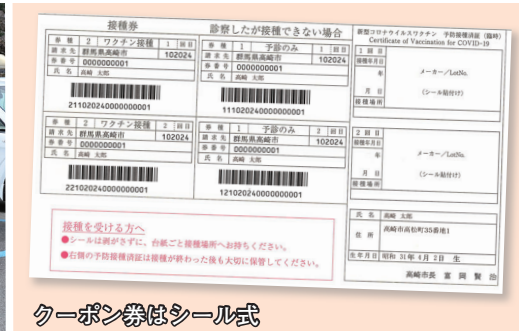 接種券
診察したが接種できない場合
新型コロナウイルスワクチン 予防接種済証(臨時)
Certificate of Vaccination for COVID-19
券種 2 ワクチン接種 1 回目
請求先 群馬県高崎市 102024
券番号 0000000001
氏名 高崎 太郎
211020240000000001
券種 1 予診のみ 1 回目
請求先 群馬県高崎市 102024
券番号 0000000001
氏名 高崎 太郎
111020240000000001
1 回目
接種年月日
年
月 日
メーカー/LotNo.
(シール貼付け)
接種場所
券種 2 ワクチン接種 2 回目
請求先 群馬県高崎市 102024
券番号 0000000001
氏名 高崎 太郎
221020240000000001
券種 1 予診のみ 2 回目
請求先 群馬県高崎市 102024
券番号 0000000001
氏名 高崎 太郎
121020240000000001
2 回目
接種年月日
年
月 日
メーカー/LotNo.
(シール貼付け)
接種場所
接種を受ける方へ
●シールは剥がさずに、台紙ごと接種場所へお持ちください。
●右側の予防接種済証は接種が終わった後も大切に保管してください。
氏名 高崎 太郎
住所 高崎市高松町35番地1
生年月日 昭和 31年 4月 2日 生
高崎市長 富岡 賢治
クーポン券はシール式